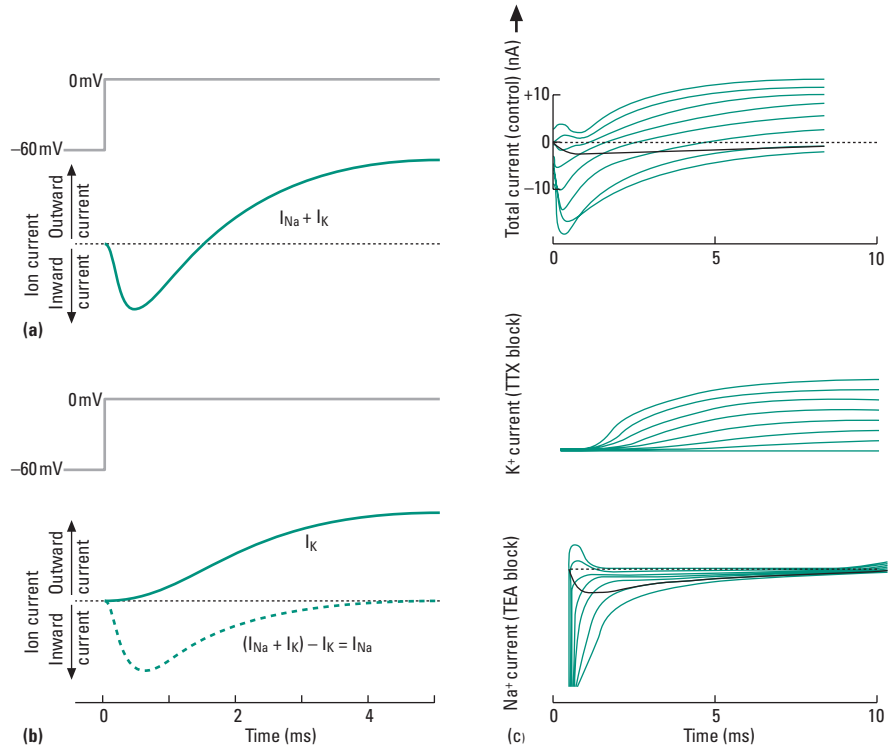 0 mV
–60 mV
Ion current
Inward current
Outward current
I_Na + I_K
(a)
0 mV
–60 mV
Ion current
Inward current
Outward current
I_K
(I_Na + I_K) – I_K = I_Na
0
2
4
(b)
Time (ms)
Total current (control) (nA)
+10
0
–10
0
5
10
K⁺ current (TTX block)
Na⁺ current (TEA block)
0
5
10
(c)
Time (ms)